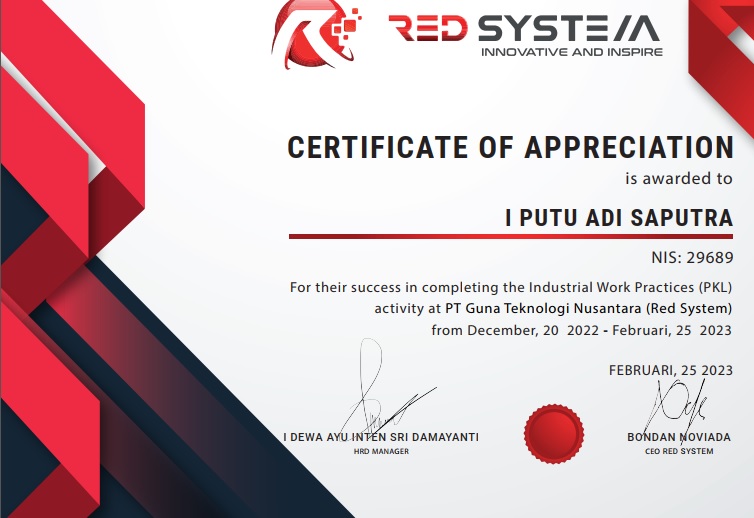 RED SYSTEM
INNOVATIVE AND INSPIRE
CERTIFICATE OF APPRECIATION
is awarded to
I PUTU ADI SAPUTRA
NIS: 29689
For their success in completing the Industrial Work Practices (PKL)
activity at PT Guna Teknologi Nusantara (Red System)
from December, 20 2022 - Februari, 25 2023
FEBRUARI, 25 2023
I DEWA AYU INTEN SRI DAMAYANTI
HRD MANAGER
BONDAN NOVIADA
CEO RED SYSTEM